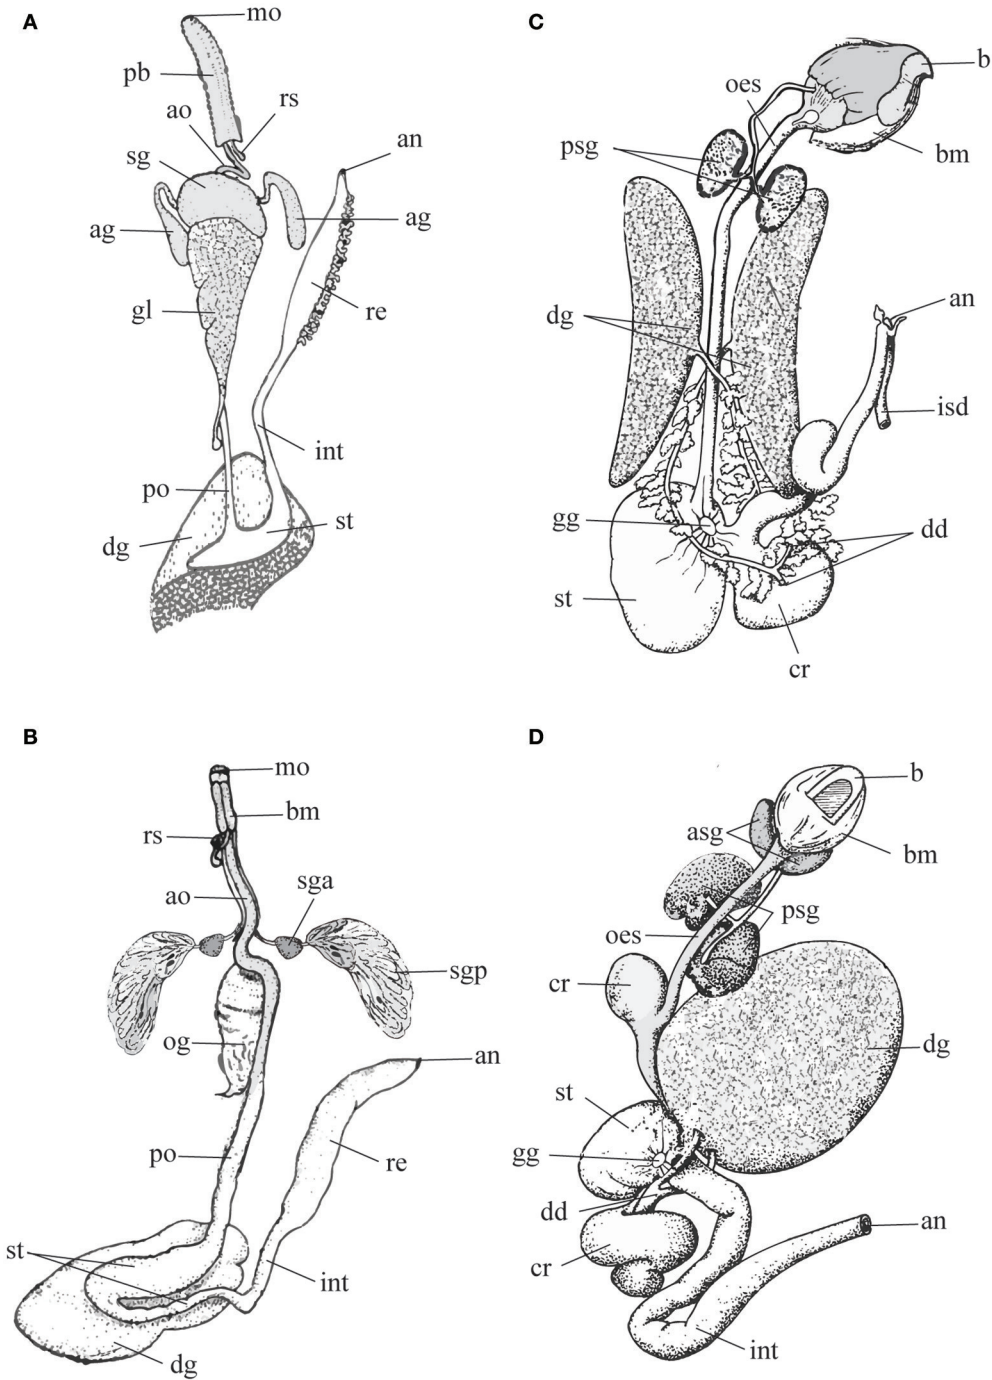 A
mo
pb
ao
rs
sg
an
ag
ag
gl
re
int
po
st
dg
C
b
oes
bm
psg
an
dg
isd
gg
dd
st
cr
B
mo
bm
rs
sga
ao
sgp
og
an
po
re
st
int
dg
D
b
asg
bm
psg
oes
cr
dg
st
gg
dd
an
cr
int